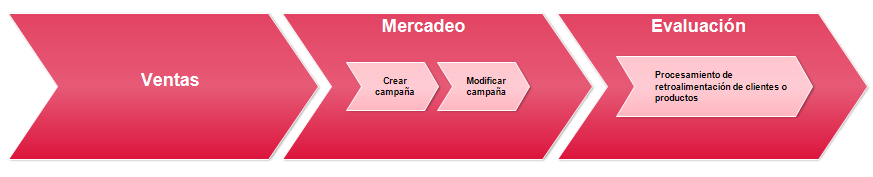 Ventas
Mercadeo
Crear
campaña
Modificar
campaña
Evaluación
Procesamiento de
retroalimentación de clientes o
productos